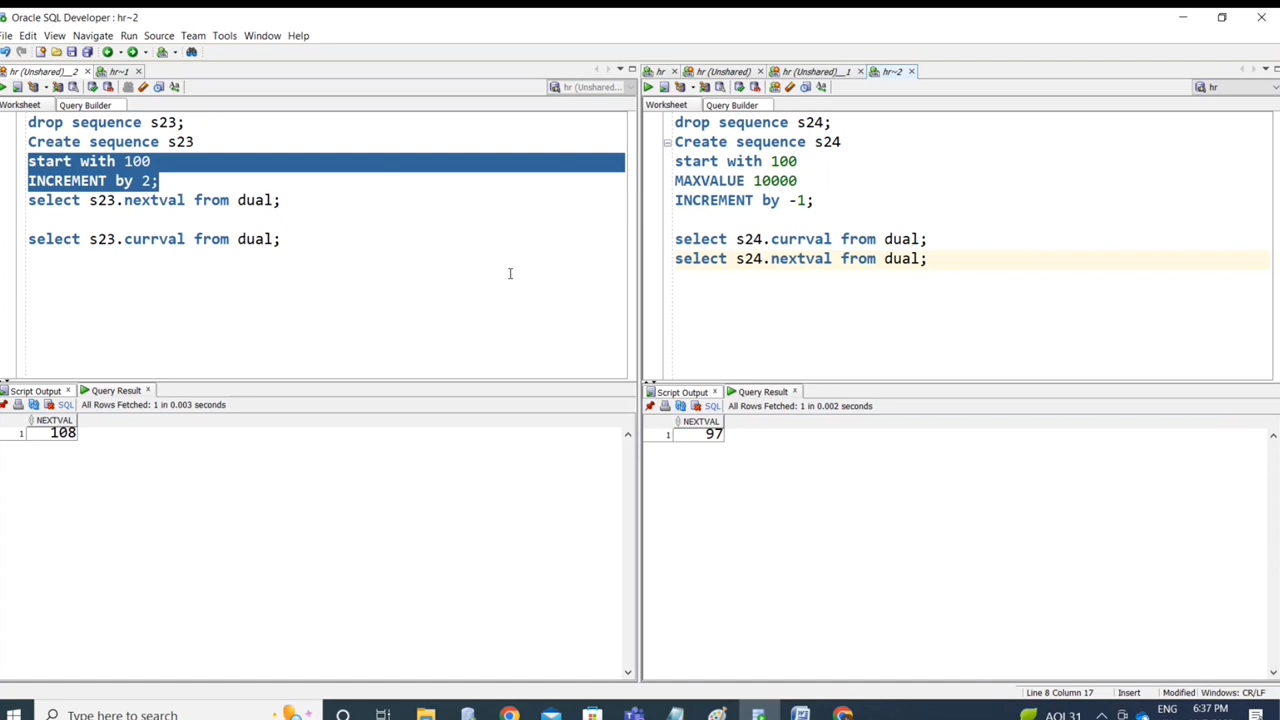 Oracle SQL Developer : hr~2
File Edit View Navigate Run Source Team Tools Window Help
hr (Unshared)__2 hr~1
hr (Unshared...
Worksheet Query Builder
drop sequence s23;
Create sequence s23
start with 100
INCREMENT by 2;
select s23.nextval from dual;
select s23.currval from dual;
Script Output Query Result
SQL All Rows Fetched: 1 in 0.003 seconds
NEXTVAL
1 108
hr hr (Unshared) hr (Unshared)__1 hr~2
hr
Worksheet Query Builder
drop sequence s24;
Create sequence s24
start with 100
MAXVALUE 10000
INCREMENT by -1;
select s24.currval from dual;
select s24.nextval from dual;
Script Output Query Result
SQL All Rows Fetched: 1 in 0.002 seconds
NEXTVAL
1 97
Line 8 Column 17 Insert Modified Windows: CR/LF
Type here to search
AQI 31 ENG 6:37 PM